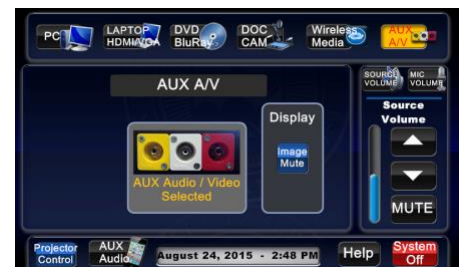 PC
LAPTOP
HDMI/VGA
DVD
BluRay
DOC
CAM
Wireless
Media
AUX
A/V
AUX A/V
SOURCE
VOLUME
MIC
VOLUME
Display
Image
Mute
AUX Audio / Video
Selected
Source
Volume
MUTE
Projector
Control
AUX
Audio
August 24, 2015 - 2:48 PM
Help
System
Off